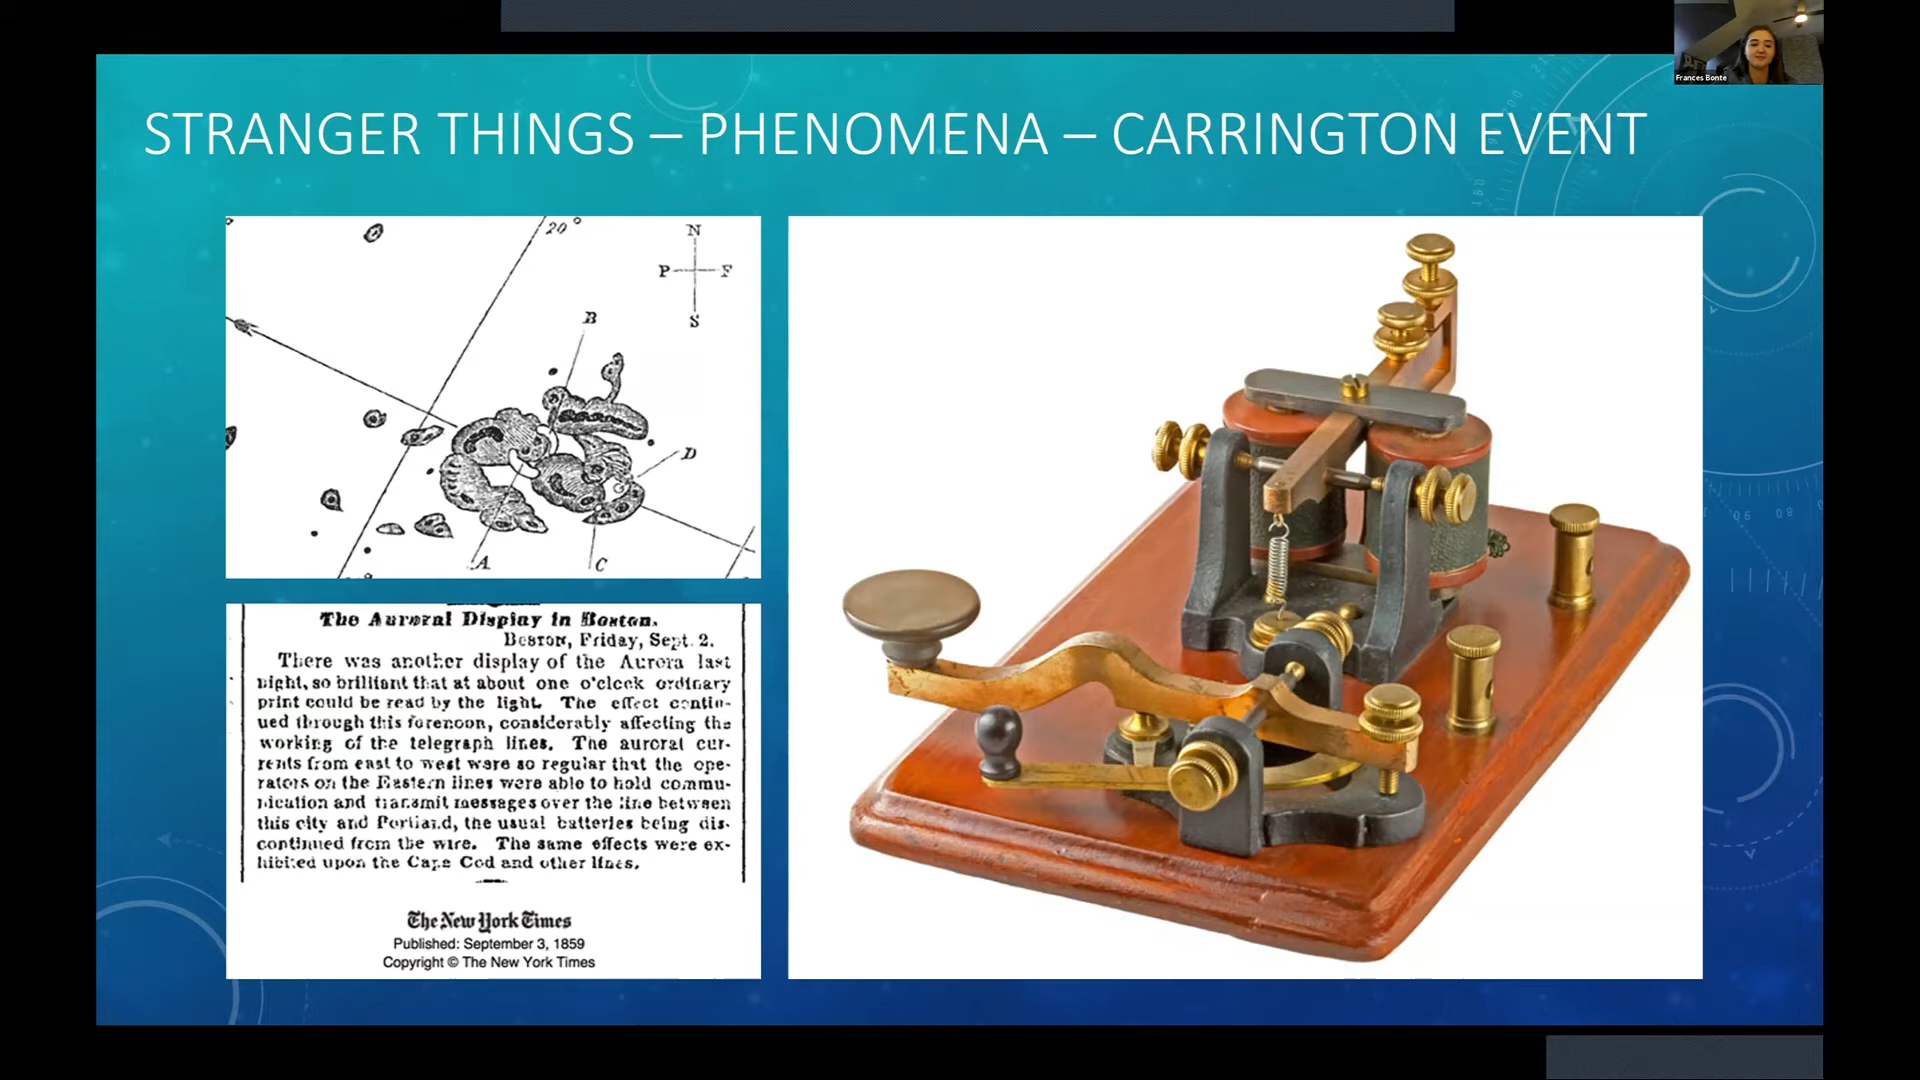 Frances Bonte
STRANGER THINGS – PHENOMENA – CARRINGTON EVENT
20°
N
P F
S
B
D
A
C
The Auroral Display in Boston.
Boston, Friday, Sept. 2.
There was another display of the Aurora last
night, so brilliant that at about one o'clock ordinary
print could be read by the light. The effect contin-
ued through this forenoon, considerably affecting the
working of the telegraph lines. The auroral cur-
rents from east to west were so regular that the ope-
rators on the Eastern lines were able to hold commu-
nication and transmit messages over the line between
this city and Portland, the usual batteries being dis-
continued from the wire. The same effects were ex-
hibited upon the Cape Cod and other lines.
The New York Times
Published: September 3, 1859
Copyright © The New York Times